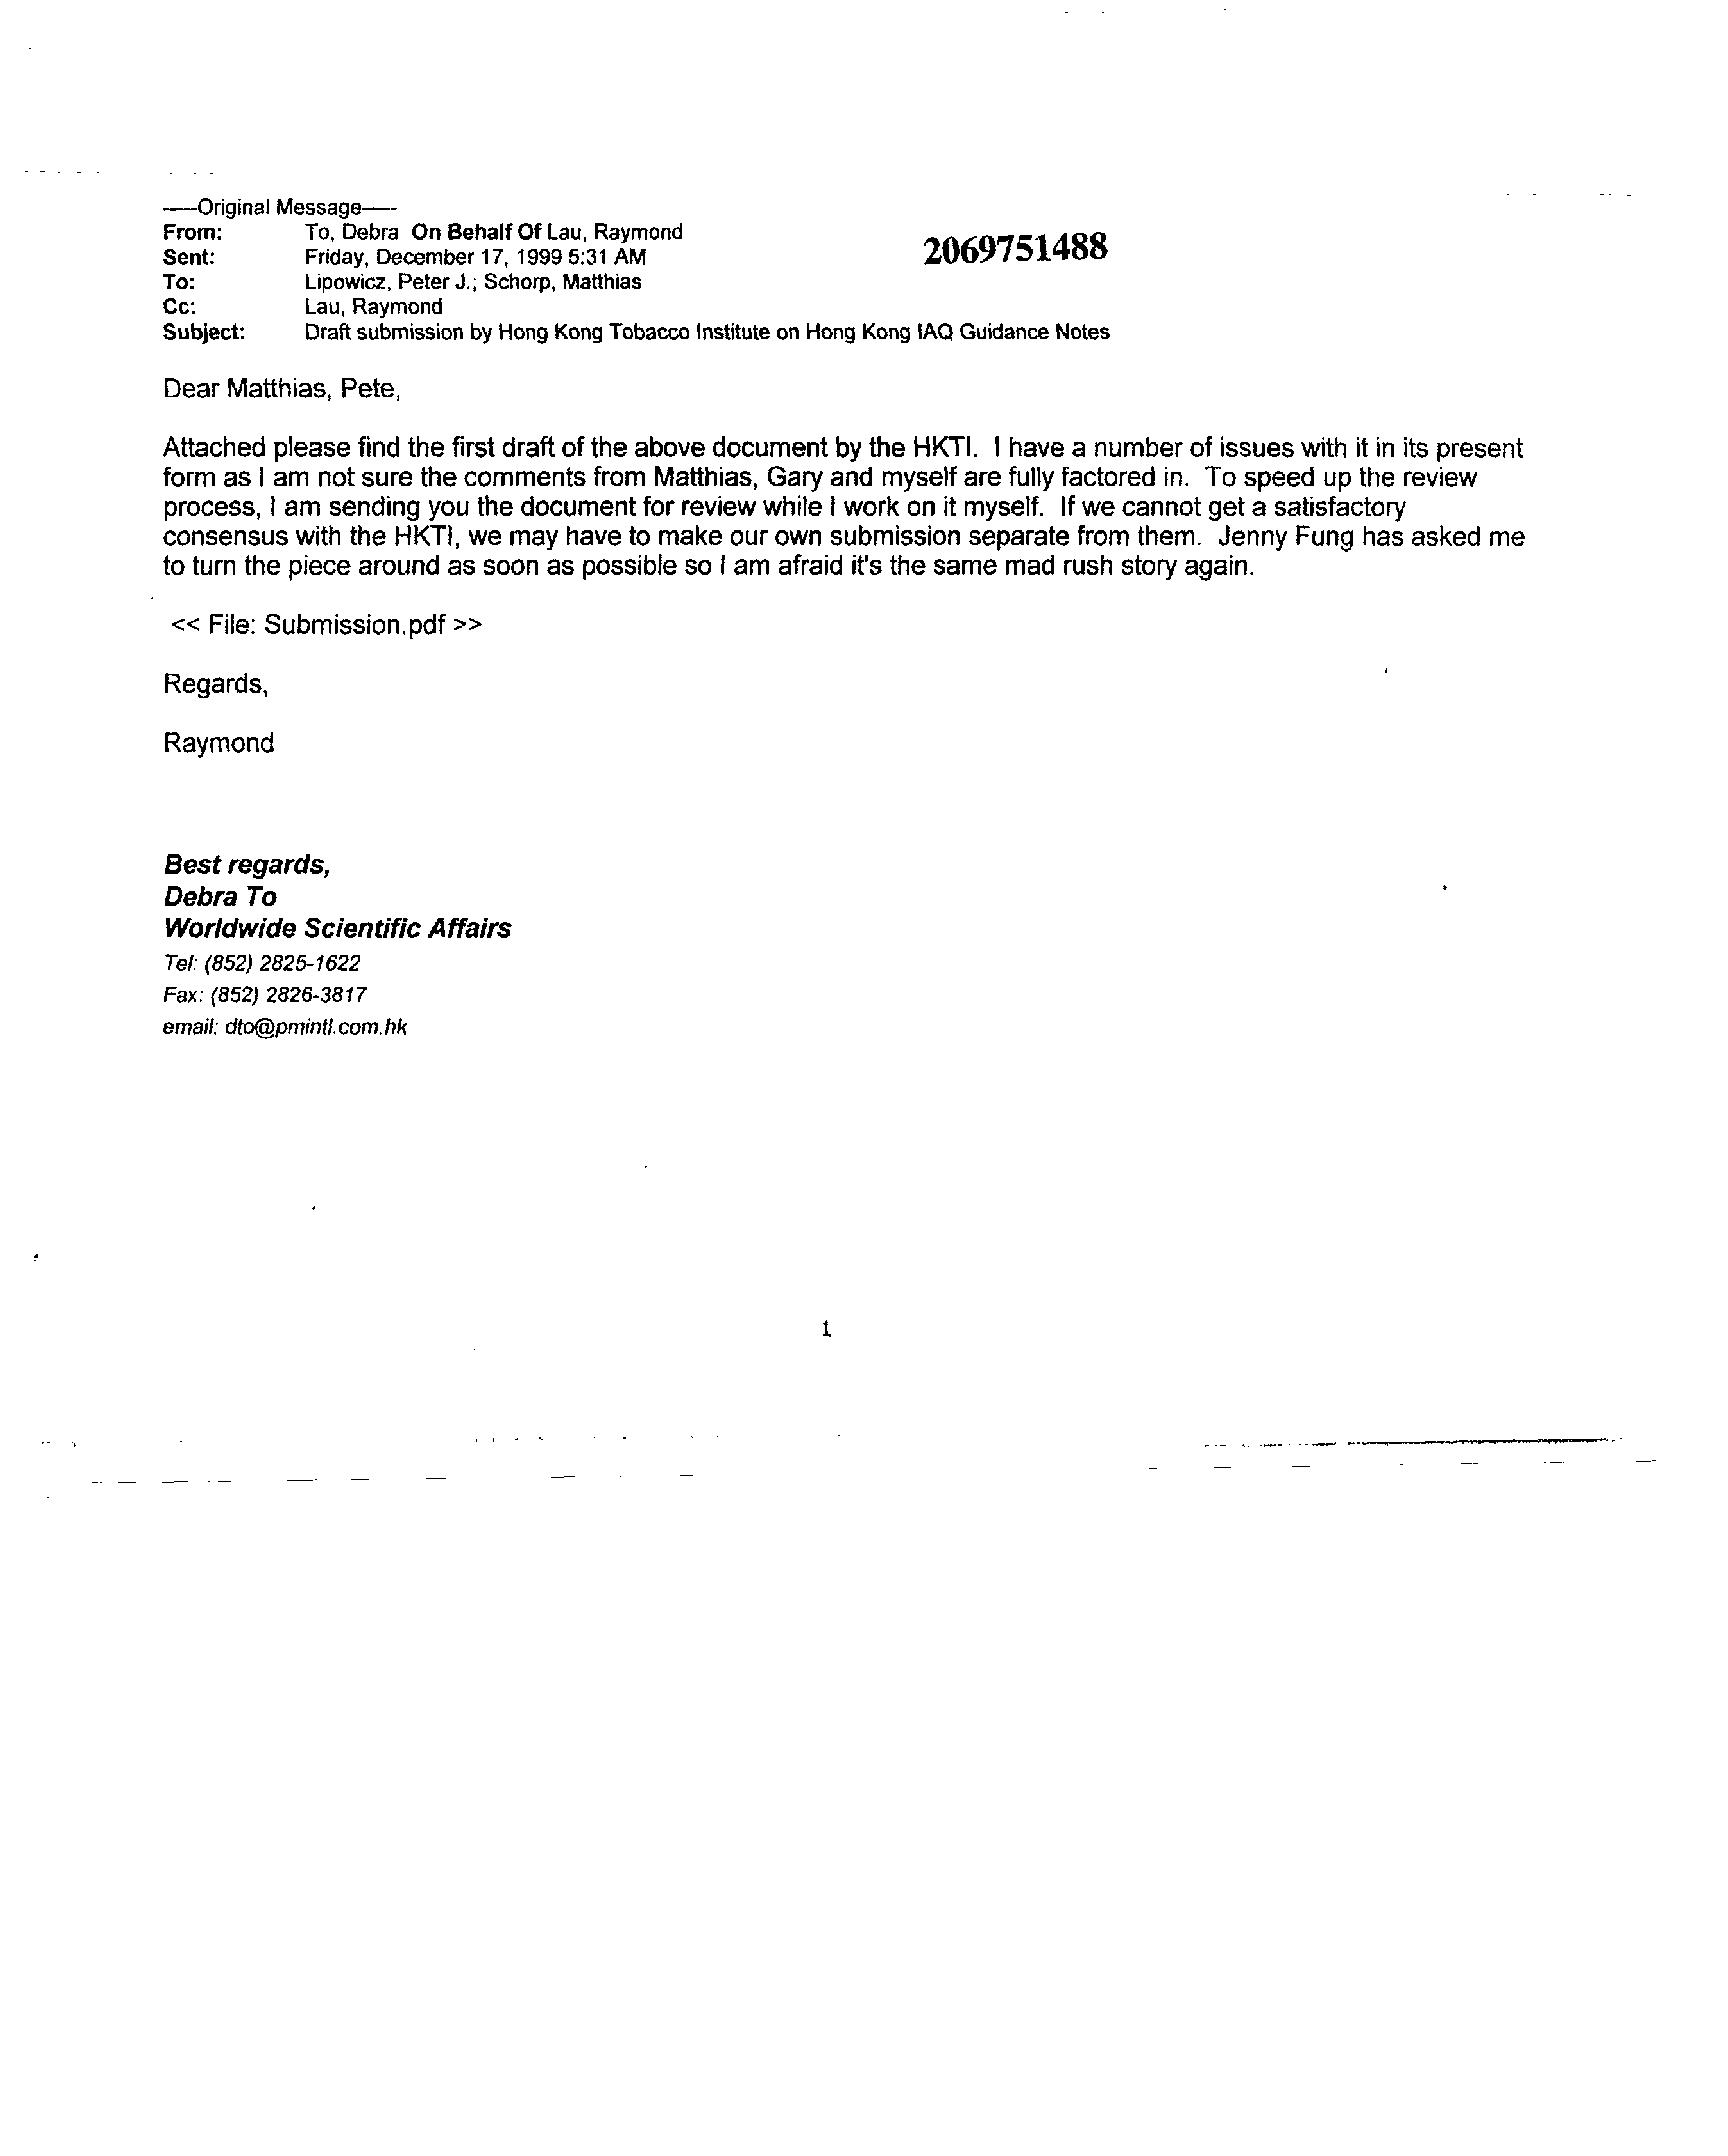 -----Original Message-----
From: To, Debra On Behalf Of Lau, Raymond
Sent: Friday, December 17, 1999 5:31 AM
2069751488
To: Lipowicz, Peter J.; Schorp, Matthias
Cc: Lau, Raymond
Subject: Draft submission by Hong Kong Tobacco Institute on Hong Kong IAQ Guidance Notes
Dear Matthias, Pete,
Attached please find the first draft of the above document by the HKTI. I have a number of issues with it in its present
form as I am not sure the comments from Matthias, Gary and myself are fully factored in. To speed up the review
process, I am sending you the document for review while I work on it myself. If we cannot get a satisfactory
consensus with the HKTI, we may have to make our own submission separate from them. Jenny Fung has asked me
to turn the piece around as soon as possible so I am afraid it's the same mad rush story again.
<< File: Submission.pdf >>
Regards,
Raymond
Best regards,
Debra To
Worldwide Scientific Affairs
Tel: (852) 2825-1622
Fax: (852) 2826-3817
email: dto@pmintl.com.hk
1